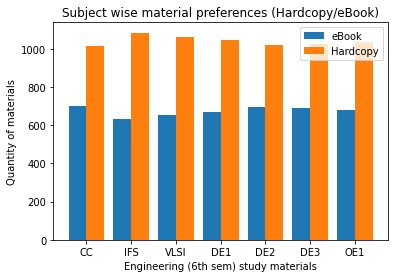 Subject wise material preferences (Hardcopy/eBook)
eBook
Hardcopy
Quantity of materials
1000
800
600
400
200
0
CC IFS VLSI DE1 DE2 DE3 OE1
Engineering (6th sem) study materials